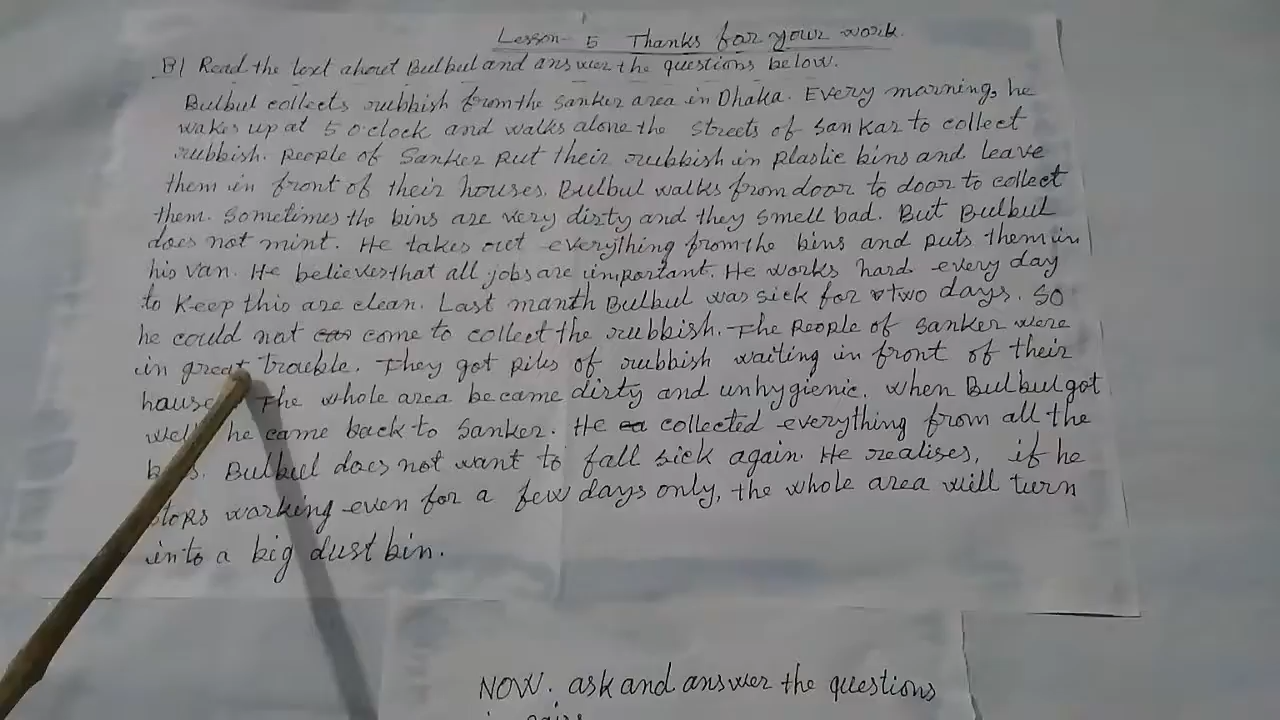 Lesson- 5 Thanks for your work.
B) Read the text about Bulbul and answer the questions below.
Bulbul collects rubbish from the Sanker area in Dhaka. Every morning, he
wakes up at 5 o'clock and walks alone the streets of Sankar to collect
rubbish. People of Sanker put their rubbish in plastic bins and leave
them in front of their houses. Bulbul walks from door to door to collect
them. Sometimes the bins are very dirty and they smell bad. But Bulbul
does not mint. He takes out everything from the bins and puts them in
his van. He believes that all jobs are important. He works hard every day
to keep this are clean. Last manth Bulbul was sick for two days. So
he could not come to collect the rubbish. The People of Sanker were
in great trouble. They got piles of rubbish waiting in front of their
The whole area became dirty and unhygienic. when Bulbul got
well he came back to Sanker. He collected everything from all the
Bulbul does not want to fall sick again. He realises, if he
stops working even for a few days only, the whole area will turn
into a big dust bin.
NOW. ask and answer the questions